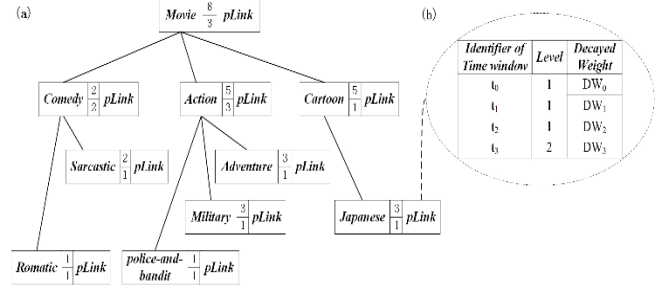 (a)
Movie 8/3 pLink
(b)
Identifier of Time window Level Decayed Weight
t0 1 DW0
t1 1 DW1
t2 1 DW2
t3 2 DW3
Comedy 2/2 pLink
Action 5/3 pLink
Cartoon 5/1 pLink
Sarcastic 2/1 pLink
Adventure 3/1 pLink
Military 3/1 pLink
Japanese 3/1 pLink
Romatic 1/1 pLink
police-and-
bandit 1/1 pLink